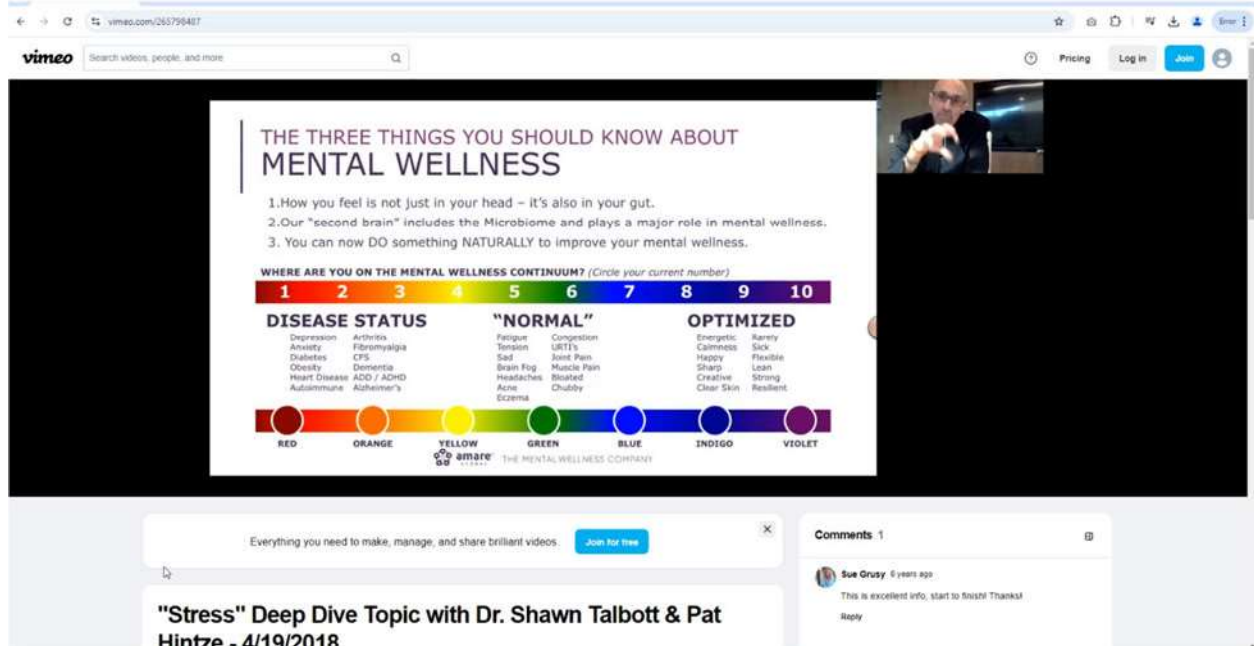 vimeo.com/265798487
Error
vimeo
Search videos, people, and more
Pricing
Log in
Join
THE THREE THINGS YOU SHOULD KNOW ABOUT
MENTAL WELLNESS
1.How you feel is not just in your head – it's also in your gut.
2.Our "second brain" includes the Microbiome and plays a major role in mental wellness.
3. You can now DO something NATURALLY to improve your mental wellness.
WHERE ARE YOU ON THE MENTAL WELLNESS CONTINUUM? (Circle your current number)
1 2 3 4 5 6 7 8 9 10
DISEASE STATUS
Depression Arthritis
Anxiety Fibromyalgia
Diabetes CFS
Obesity Dementia
Heart Disease ADD / ADHD
Autoimmune Alzheimer's
"NORMAL"
Fatigue Congestion
Tension URTI's
Sad Joint Pain
Brain Fog Muscle Pain
Headaches Bloated
Acne Chubby
Eczema
OPTIMIZED
Energetic Rarely
Calmness Sick
Happy Flexible
Sharp Lean
Creative Strong
Clear Skin Resilient
RED ORANGE YELLOW GREEN BLUE INDIGO VIOLET
amare GLOBAL THE MENTAL WELLNESS COMPANY
Everything you need to make, manage, and share brilliant videos. Join for free
Comments 1
Sue Grusy 6 years ago
This is excellent info, start to finish! Thanks!
Reply
"Stress" Deep Dive Topic with Dr. Shawn Talbott & Pat
Hintze - 4/19/2018